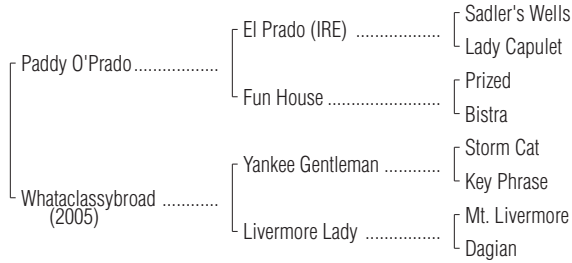 Sadler's Wells
El Prado (IRE) ..................
Lady Capulet
Paddy O'Prado..................
Prized
Fun House ........................
Bistra
Storm Cat
Yankee Gentleman ............
Key Phrase
Whataclassybroad ............
(2005)
Mt. Livermore
Livermore Lady ................
Dagian